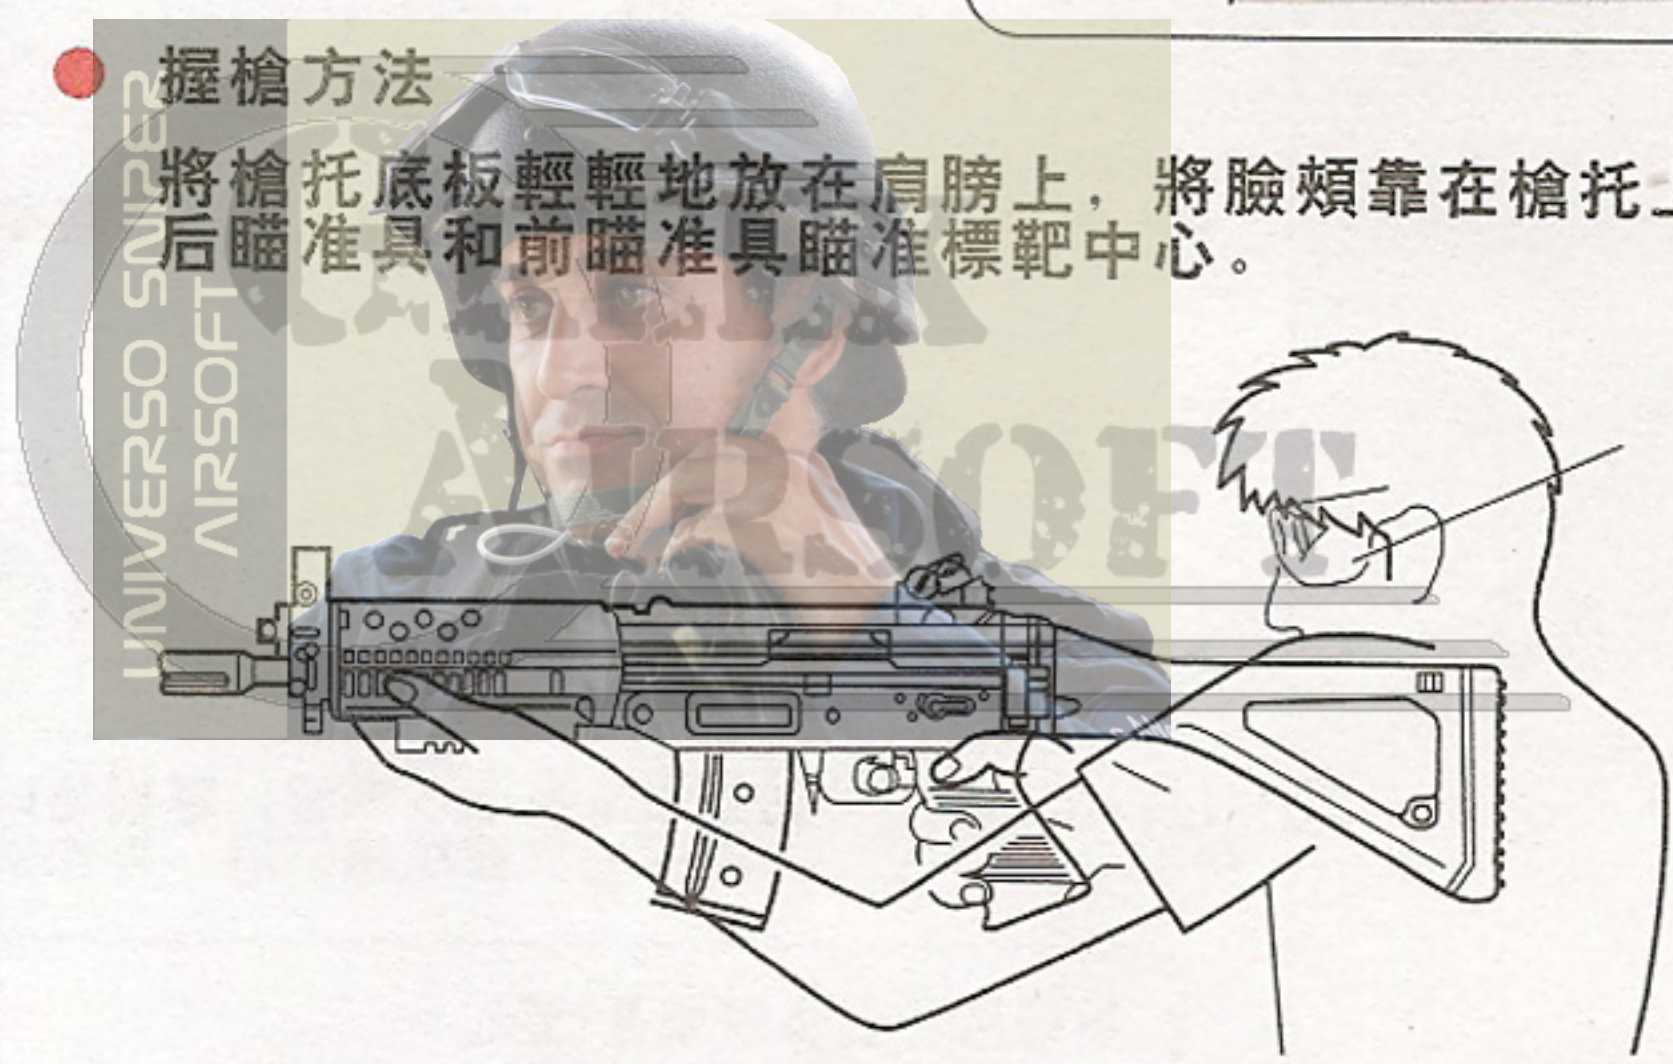 握槍方法
將槍托底板輕輕地放在肩膀上，將臉頰靠在槍托
后瞄准具和前瞄准具瞄准標靶中心。
UNIVERSO SNIPER
AIRSOFT
AIRSOFT